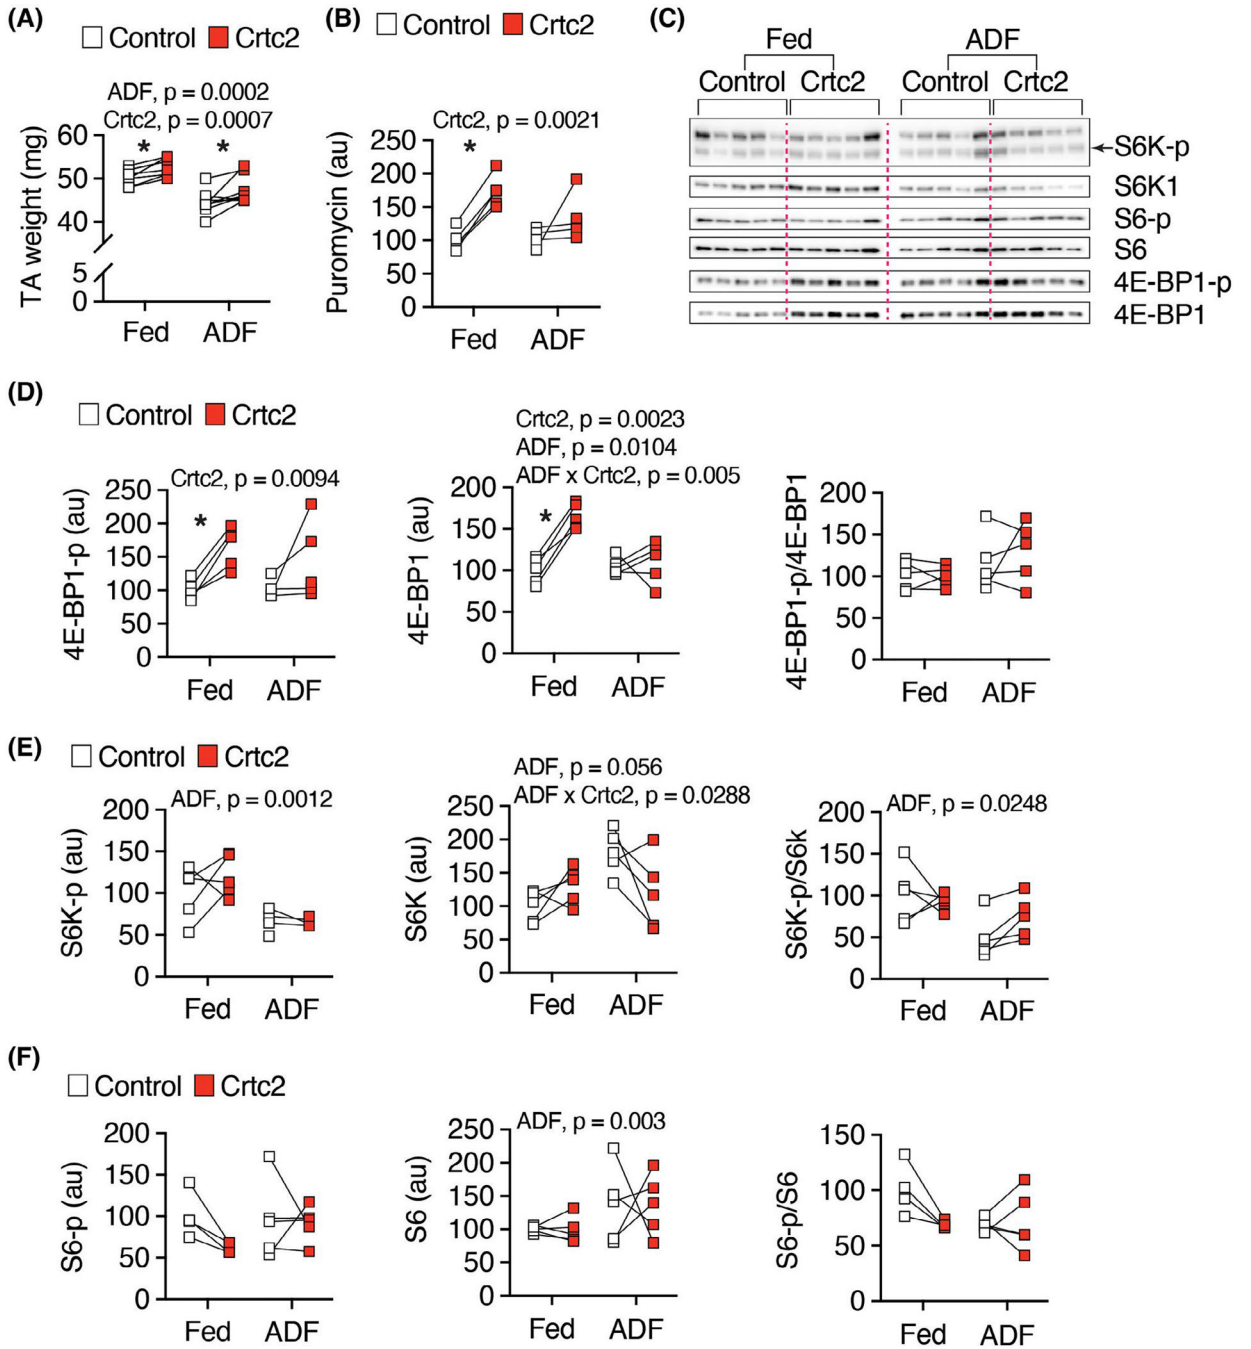 (A)
Control Crtc2
ADF, p = 0.0002
Crtc2, p = 0.0007
TA weight (mg)
60
50
40
5
0
* *
Fed ADF
(B)
Control Crtc2
Crtc2, p = 0.0021
Puromycin (au)
250
200
150
100
50
0
*
Fed ADF
(C)
Fed ADF
Control Crtc2 Control Crtc2
S6K-p
S6K1
S6-p
S6
4E-BP1-p
4E-BP1
(D)
Control Crtc2
Crtc2, p = 0.0094
4E-BP1-p (au)
250
200
150
100
50
0
*
Fed ADF
Crtc2, p = 0.0023
ADF, p = 0.0104
ADF x Crtc2, p = 0.005
4E-BP1 (au)
200
150
100
50
0
*
Fed ADF
4E-BP1-p/4E-BP1
200
150
100
50
0
Fed ADF
(E)
Control Crtc2
ADF, p = 0.0012
S6K-p (au)
200
150
100
50
0
Fed ADF
ADF, p = 0.056
ADF x Crtc2, p = 0.0288
S6K (au)
250
200
150
100
50
0
Fed ADF
ADF, p = 0.0248
S6K-p/S6k
200
150
100
50
0
Fed ADF
(F)
Control Crtc2
S6-p (au)
200
150
100
50
0
Fed ADF
ADF, p = 0.003
S6 (au)
250
200
150
100
50
0
Fed ADF
S6-p/S6
150
100
50
0
Fed ADF